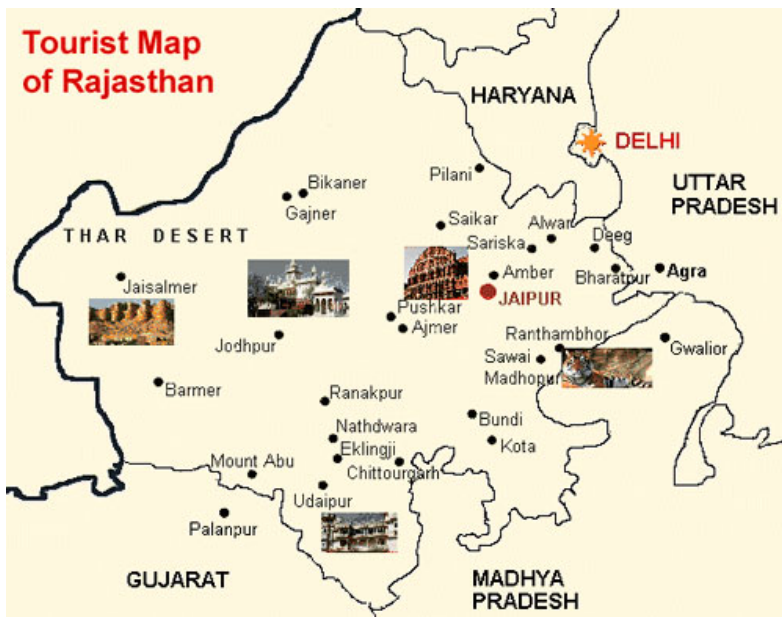 Tourist Map
of Rajasthan
HARYANA
DELHI
Pilani
UTTAR
PRADESH
Bikaner
Gajner
Saikar
Alwar
THAR DESERT
Sariska
Deeg
Jaisalmer
Amber
Bharatpur
Agra
JAIPUR
Pushkar
Ajmer
Jodhpur
Ranthambhor
Gwalior
Sawai
Madhopur
Barmer
Ranakpur
Bundi
Nathdwara
Kota
Eklingji
Mount Abu
Chittourgarh
Udaipur
Palanpur
GUJARAT
MADHYA
PRADESH